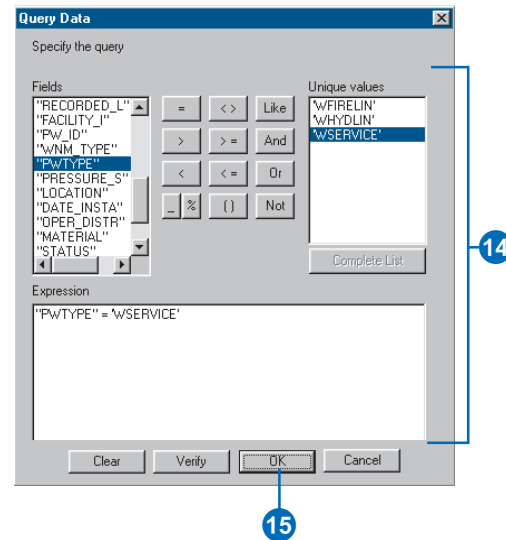 Query Data
Specify the query
Fields
Unique values
"RECORDED_L"
"FACILITY_I"
"PW_ID"
"WNM_TYPE"
"PWTYPE"
"PRESSURE_S"
"LOCATION"
"DATE_INSTA"
"OPER_DISTR"
"MATERIAL"
"STATUS"
= <> Like
> >= And
< <= Or
_ % () Not
'WFIRELIN'
'WHYDLIN'
'WSERVICE'
Complete List
14
Expression
"PWTYPE" = 'WSERVICE'
Clear Verify OK Cancel
15